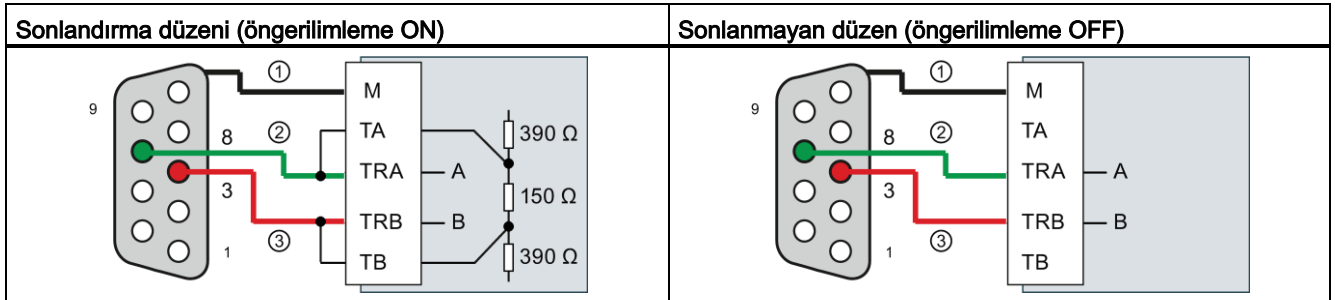 Sonlandırma düzeni (öngerilimleme ON)
Sonlanmayan düzen (öngerilimleme OFF)
① M
9
8 ② TA 390 Ω
TRA A
3 150 Ω
TRB B
1 ③ TB 390 Ω
① M
9
8 ② TA
TRA A
3
TRB B
1 ③ TB